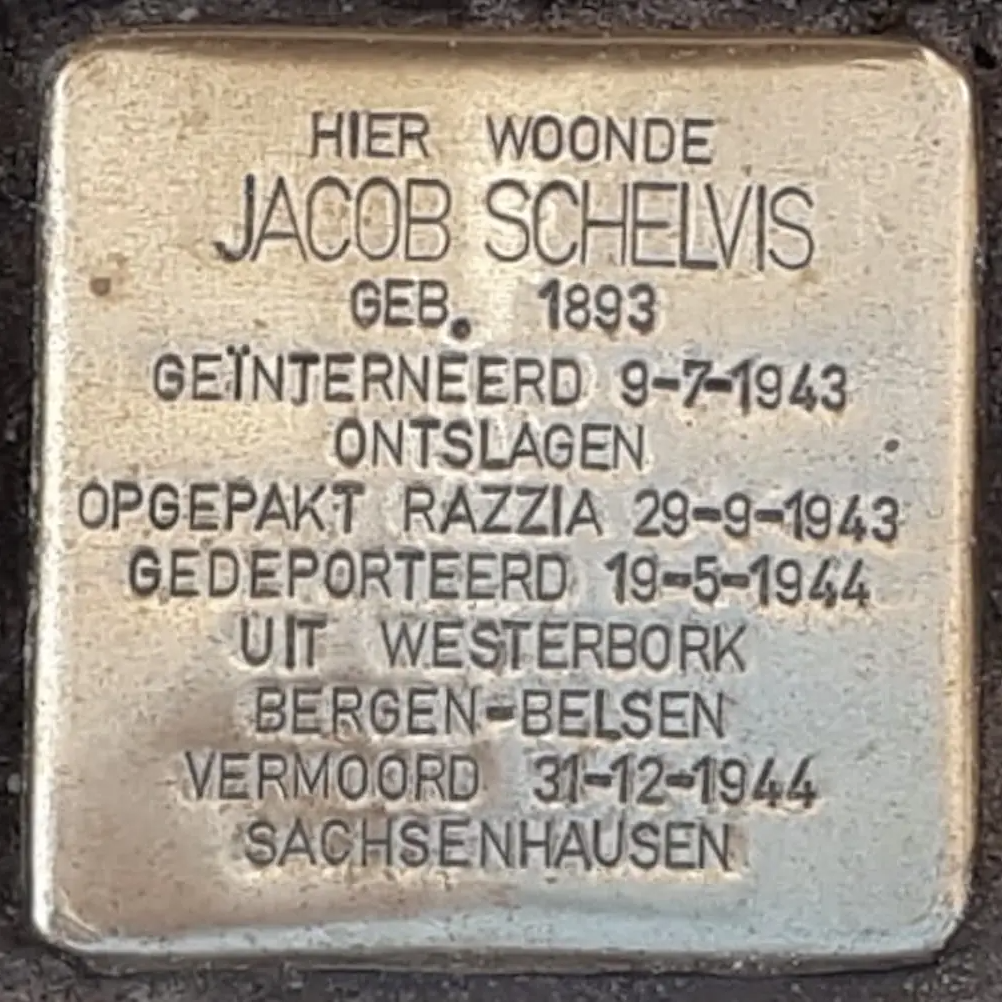 HIER WOONDE
JACOB SCHELVIS
GEB. 1893
GEÏNTERNEERD 9-7-1943
ONTSLAGEN
OPGEPAKT RAZZIA 29-9-1943
GEDEPORTEERD 19-5-1944
UIT WESTERBORK
BERGEN-BELSEN
VERMOORD 31-12-1944
SACHSENHAUSEN